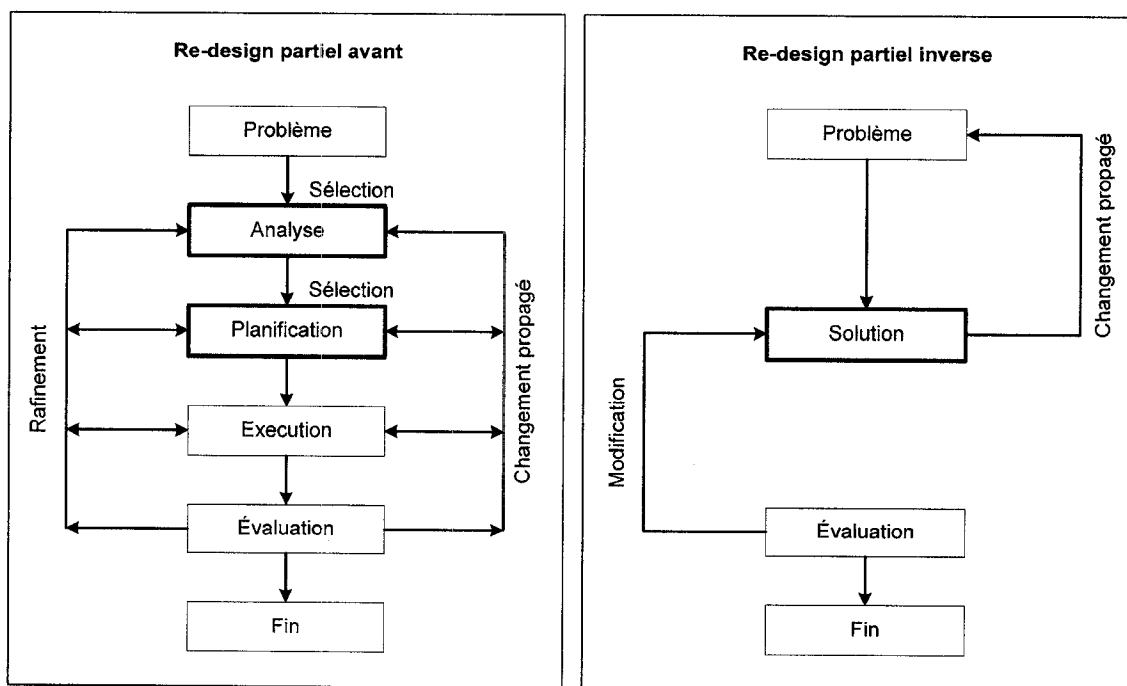 Re-design partiel avant
Problème
Sélection
Analyse
Sélection
Planification
Execution
Évaluation
Fin
Rafinement
Changement propagé
Re-design partiel inverse
Problème
Solution
Évaluation
Fin
Modification
Changement propagé